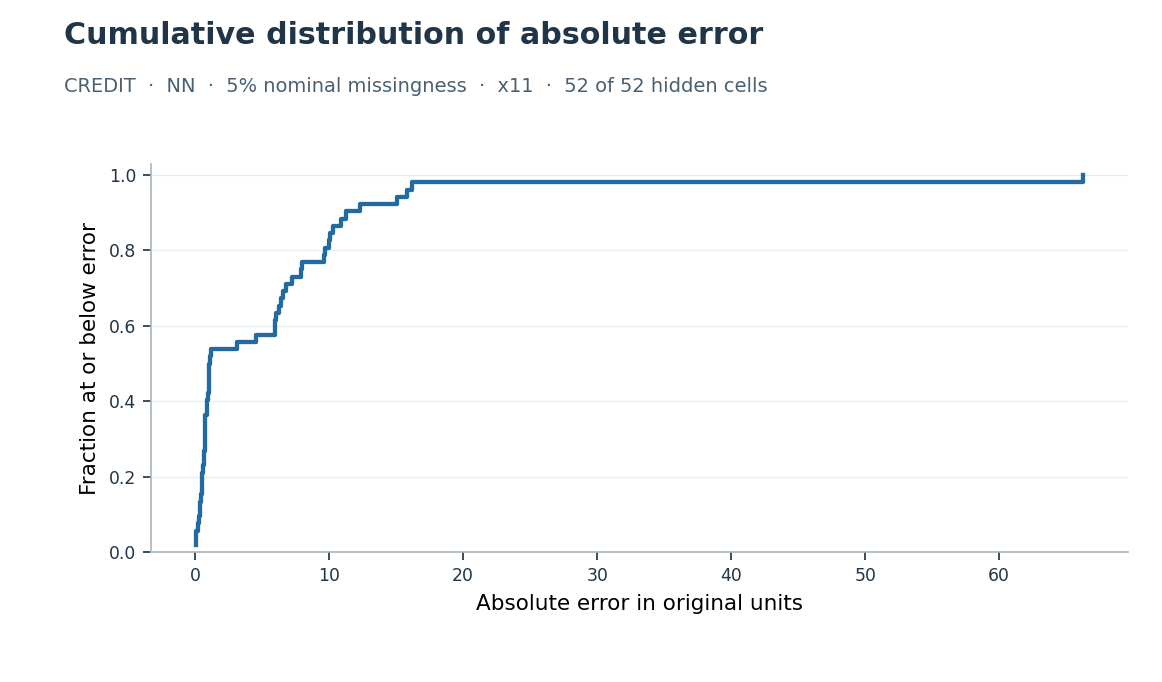 Cumulative distribution of absolute error
CREDIT · NN · 5% nominal missingness · x11 · 52 of 52 hidden cells
Fraction at or below error
1.0
0.8
0.6
0.4
0.2
0.0
0 10 20 30 40 50 60
Absolute error in original units